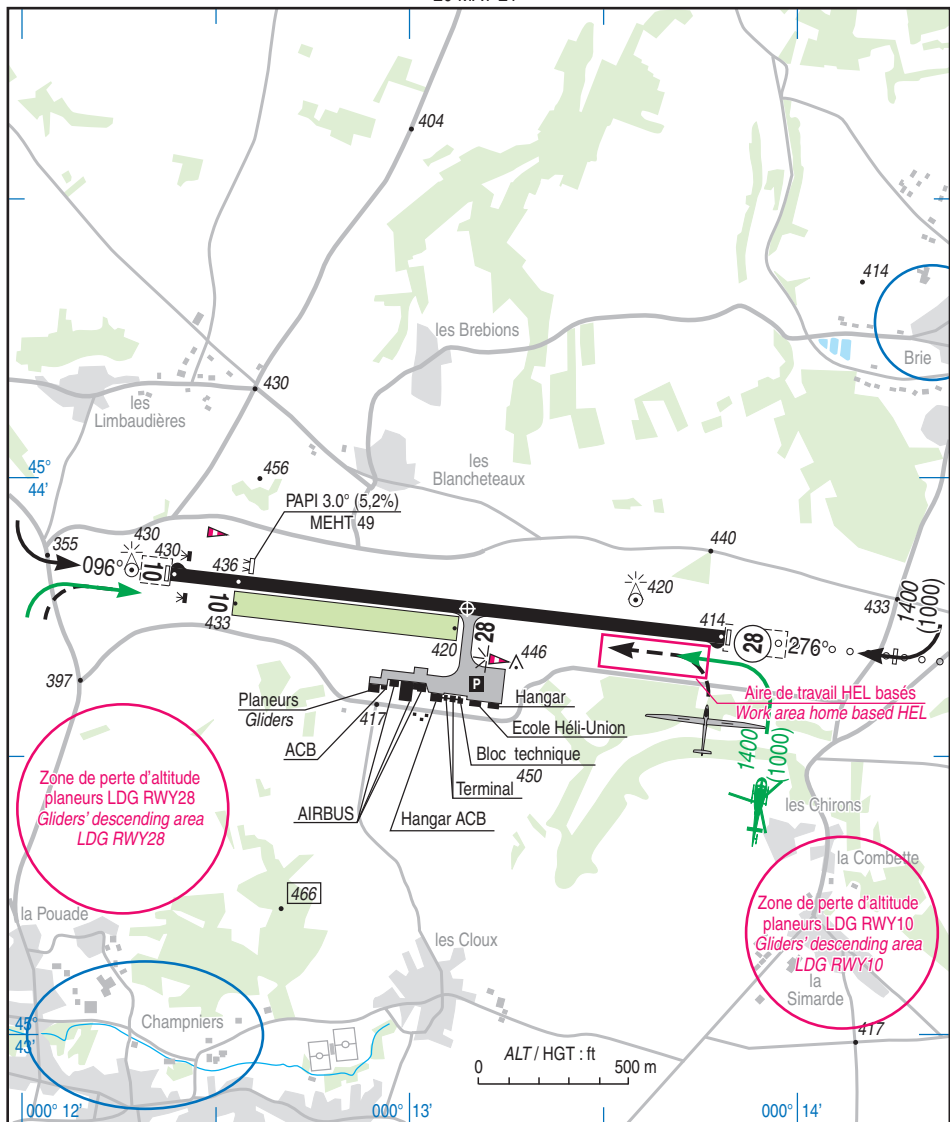 404
414
les Brebions
Brie
430
les
Limbaudières
456
les
Blancheteaux
45°
44’
PAPI 3.0° (5,2%)
MEHT 49
430
430
355
096°
10
436
440
420
433
1400
(1000)
10
433
420
28
414
28
276°
446
P
397
Planeurs
Gliders
417
Hangar
Ecole Héli-Union
Aire de travail HEL basés
Work area home based HEL
ACB
Bloc technique
450
Terminal
AIRBUS
Hangar ACB
1400
(1000)
les Chirons
la Combette
Zone de perte d’altitude
planeurs LDG RWY28
Gliders’ descending area
LDG RWY28
466
Zone de perte d’altitude
planeurs LDG RWY10
Gliders’ descending area
LDG RWY10
la Pouade
les Cloux
la
Simarde
Champniers
45°
43’
417
ALT / HGT : ft
0 500 m
000° 12’
000° 13’
000° 14’